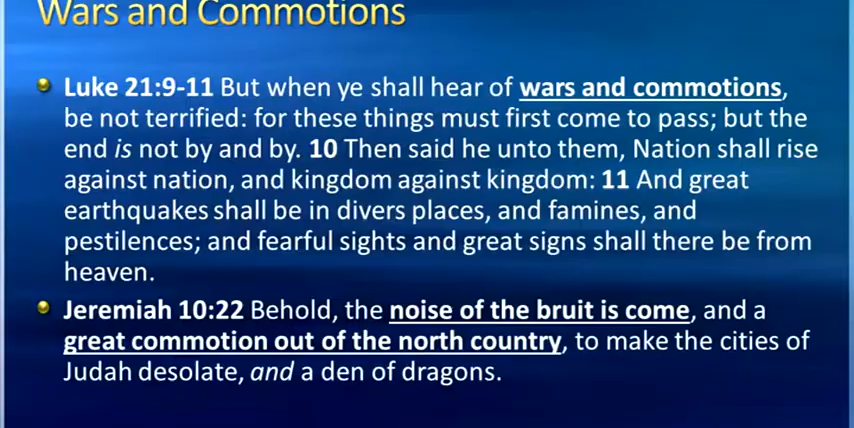 Wars and Commotions
Luke 21:9-11 But when ye shall hear of wars and commotions,
be not terrified: for these things must first come to pass; but the
end is not by and by. 10 Then said he unto them, Nation shall rise
against nation, and kingdom against kingdom: 11 And great
earthquakes shall be in divers places, and famines, and
pestilences; and fearful sights and great signs shall there be from
heaven.
Jeremiah 10:22 Behold, the noise of the bruit is come, and a
great commotion out of the north country, to make the cities of
Judah desolate, and a den of dragons.